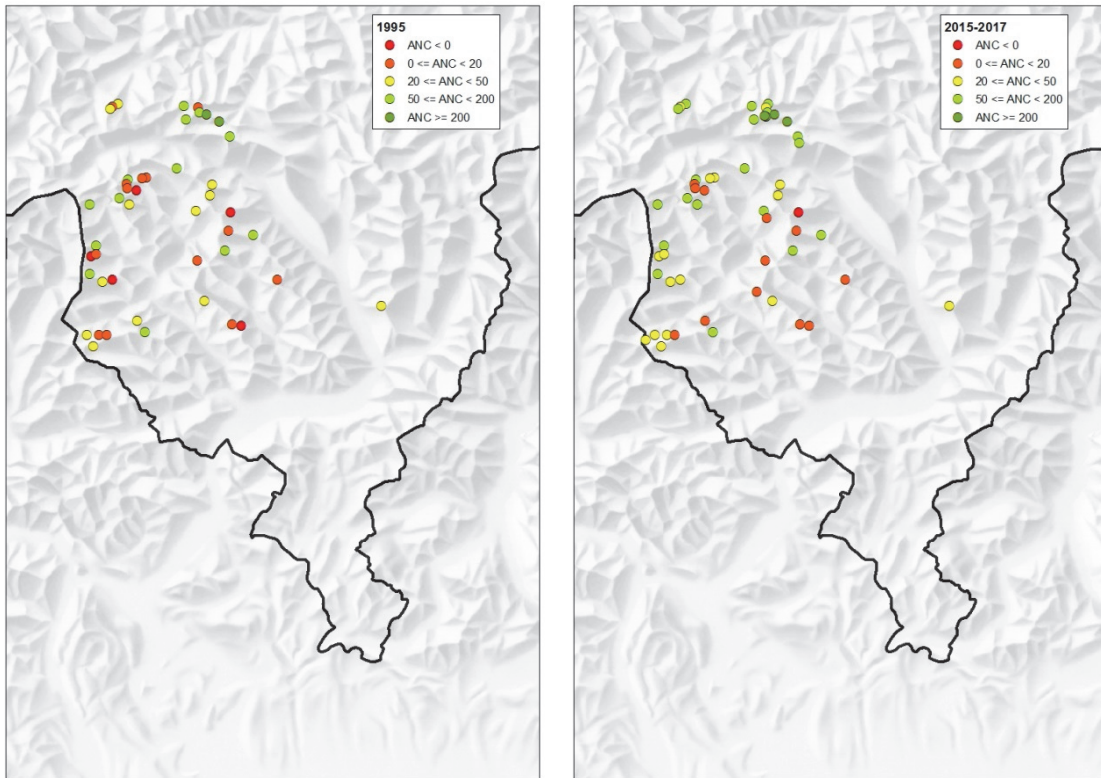 1995
ANC < 0
0 <= ANC < 20
20 <= ANC < 50
50 <= ANC < 200
ANC >= 200
2015-2017
ANC < 0
0 <= ANC < 20
20 <= ANC < 50
50 <= ANC < 200
ANC >= 200